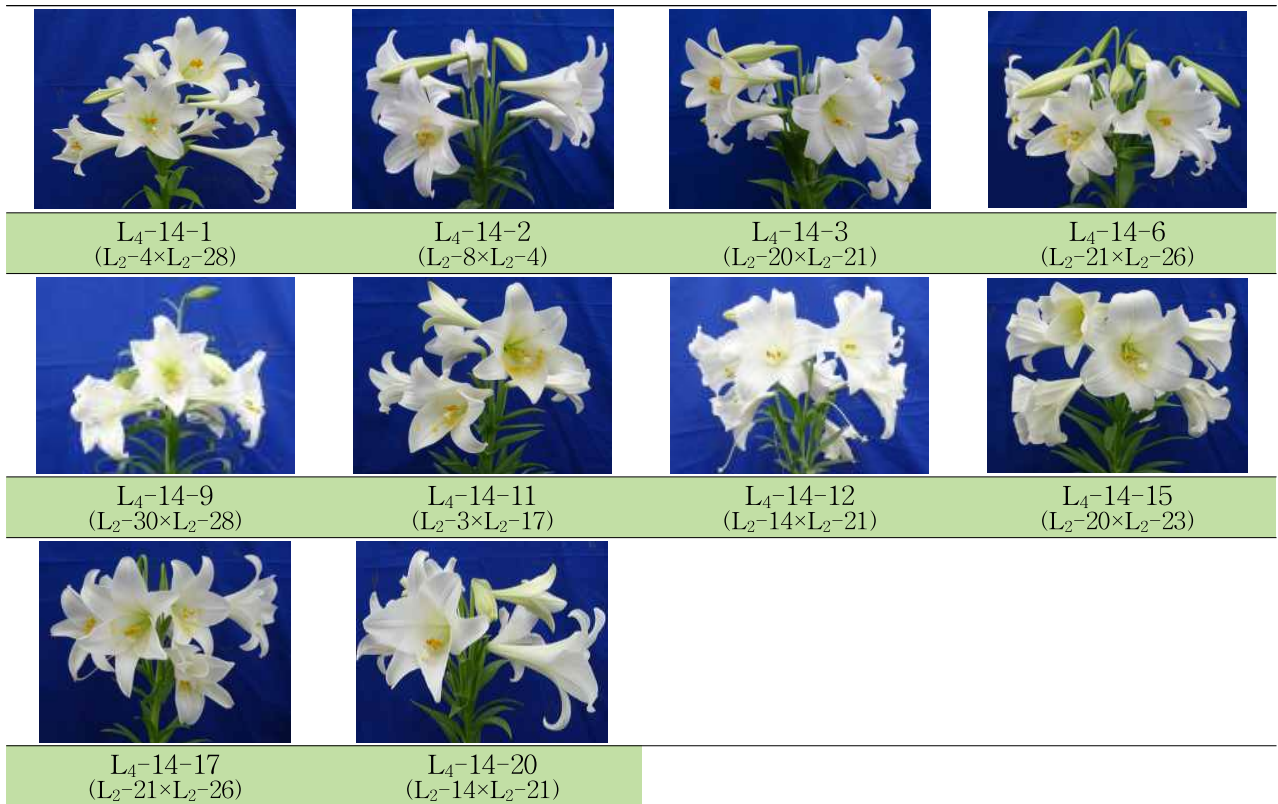 L₄-14-1
(L₂-4×L₂-28)
L₄-14-2
(L₂-8×L₂-4)
L₄-14-3
(L₂-20×L₂-21)
L₄-14-6
(L₂-21×L₂-26)
L₄-14-9
(L₂-30×L₂-28)
L₄-14-11
(L₂-3×L₂-17)
L₄-14-12
(L₂-14×L₂-21)
L₄-14-15
(L₂-20×L₂-23)
L₄-14-17
(L₂-21×L₂-26)
L₄-14-20
(L₂-14×L₂-21)